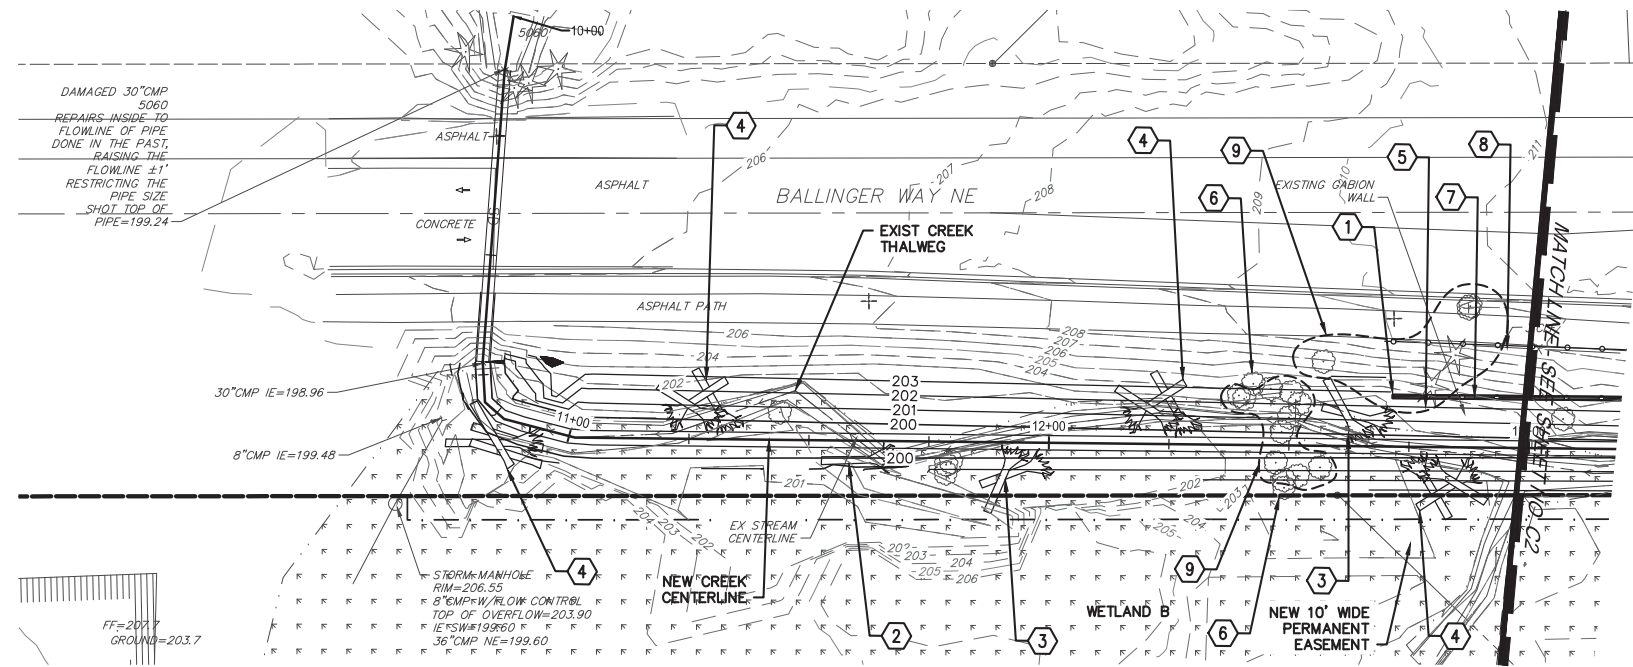 5060
10+00
DAMAGED 30"CMP
5060
REPAIRS INSIDE TO
FLOWLINE OF PIPE
DONE IN THE PAST,
RAISING THE
FLOWLINE ±1'
RESTRICTING THE
PIPE SIZE
SHOT TOP OF
PIPE=199.24
ASPHALT
ASPHALT
CONCRETE
SD
4
206
BALLINGER WAY NE
207
208
4
9
6
209
210
EXISTING GABION
WALL
5
8
7
1
211
EXIST CREEK
THALWEG
ASPHALT PATH
MATCHLINE-SEE SHEET NO. C2
206
204
202
208
207
206
205
204
203
202
201
200
200
11+00
12+00
30"CMP IE=198.96
8"CMP IE=199.48
201
202
203
204
205
204
203
202
EX STREAM
CENTERLINE
202
203
204
205
206
4
STORM MANHOLE
RIM=206.55
8"CMP W/FLOW CONTROL
TOP OF OVERFLOW=203.90
IE SW=199.60
36"CMP NE=199.60
NEW CREEK
CENTERLINE
2
3
WETLAND B
9
6
3
NEW 10' WIDE
PERMANENT
EASEMENT
4
FF=207.7
GROUND=203.7